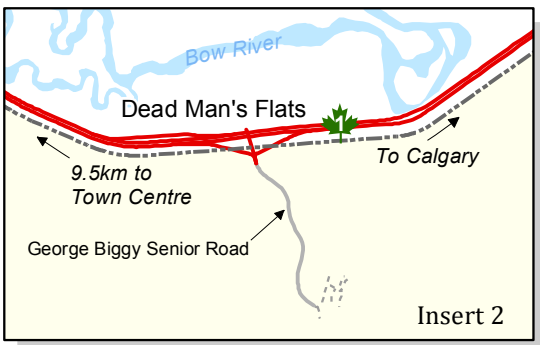 Bow River
Dead Man's Flats
1
To Calgary
9.5km to
Town Centre
George Biggy Senior Road
Insert 2